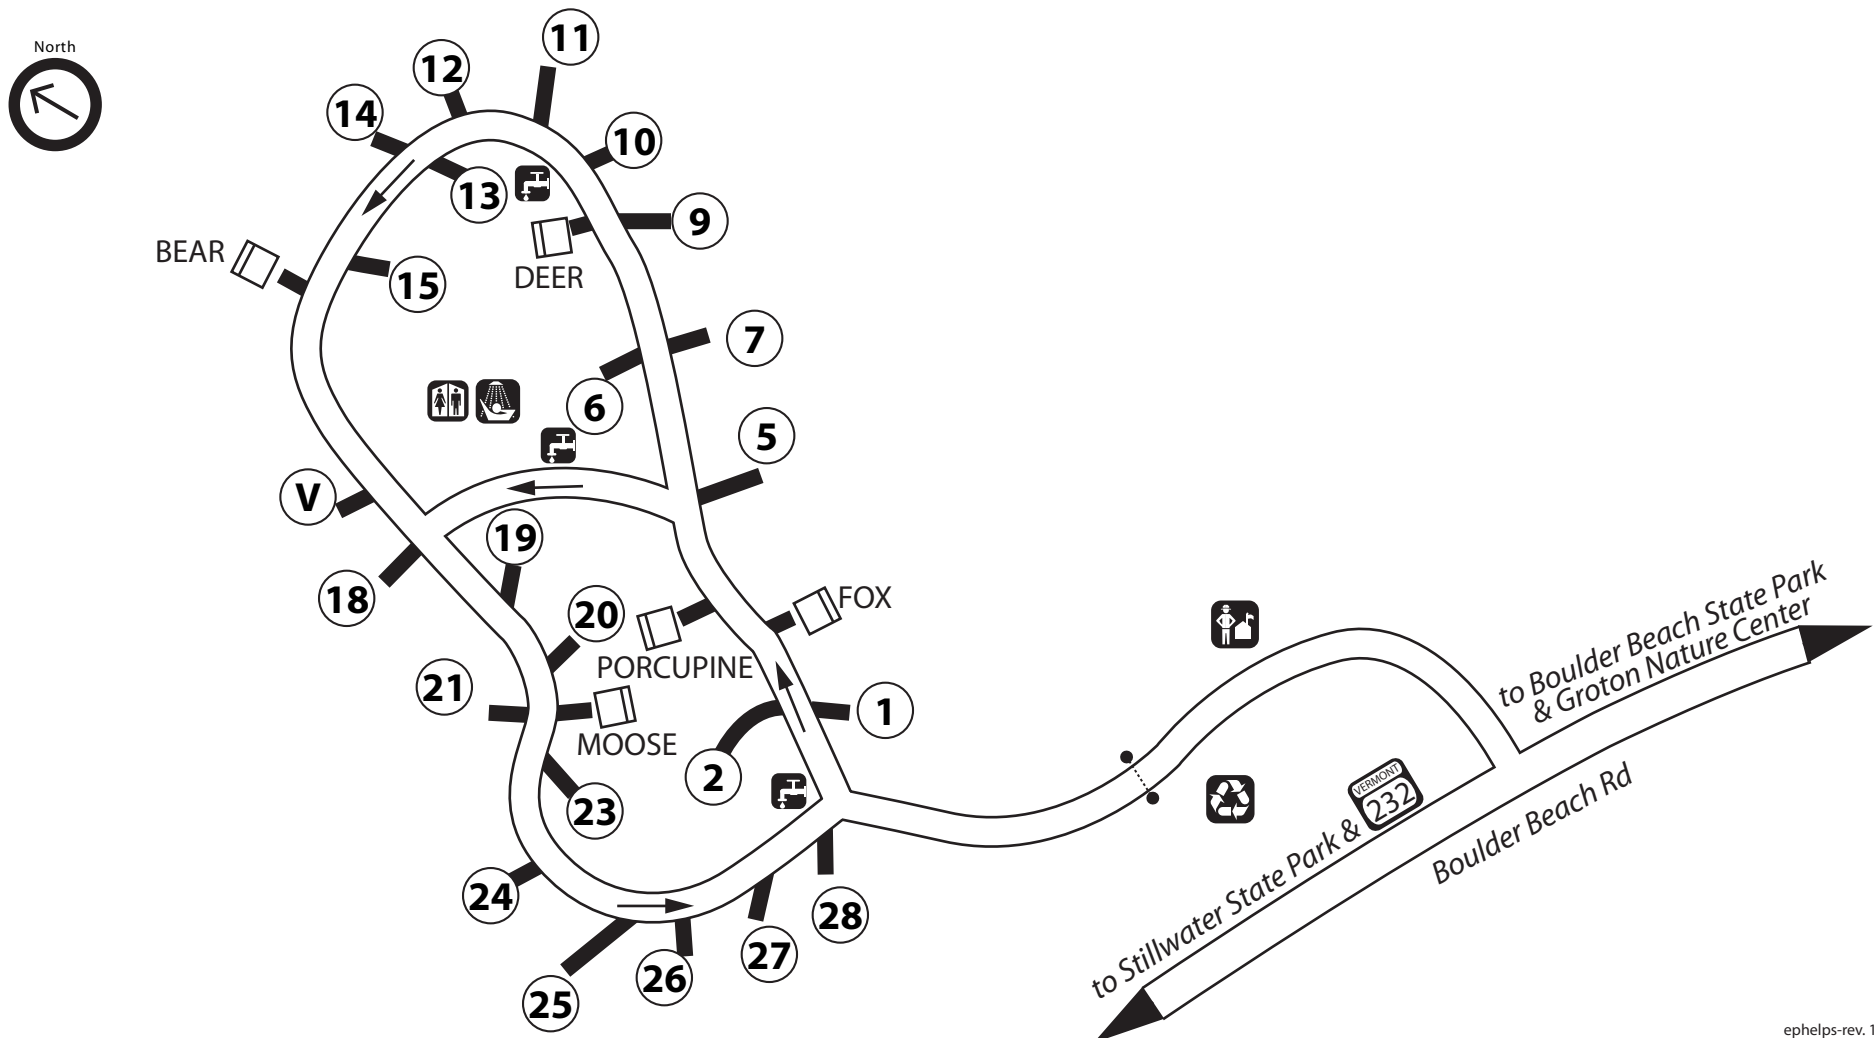 North
11
12
14
10
13
9
BEAR
DEER
15
7
6
5
V
19
18
20
FOX
PORCUPINE
21
MOOSE
1
2
23
24
28
27
26
25
to Boulder Beach State Park
& Groton Nature Center
VERMONT
232
to Stillwater State Park &
Boulder Beach Rd
ephelps-rev. 1